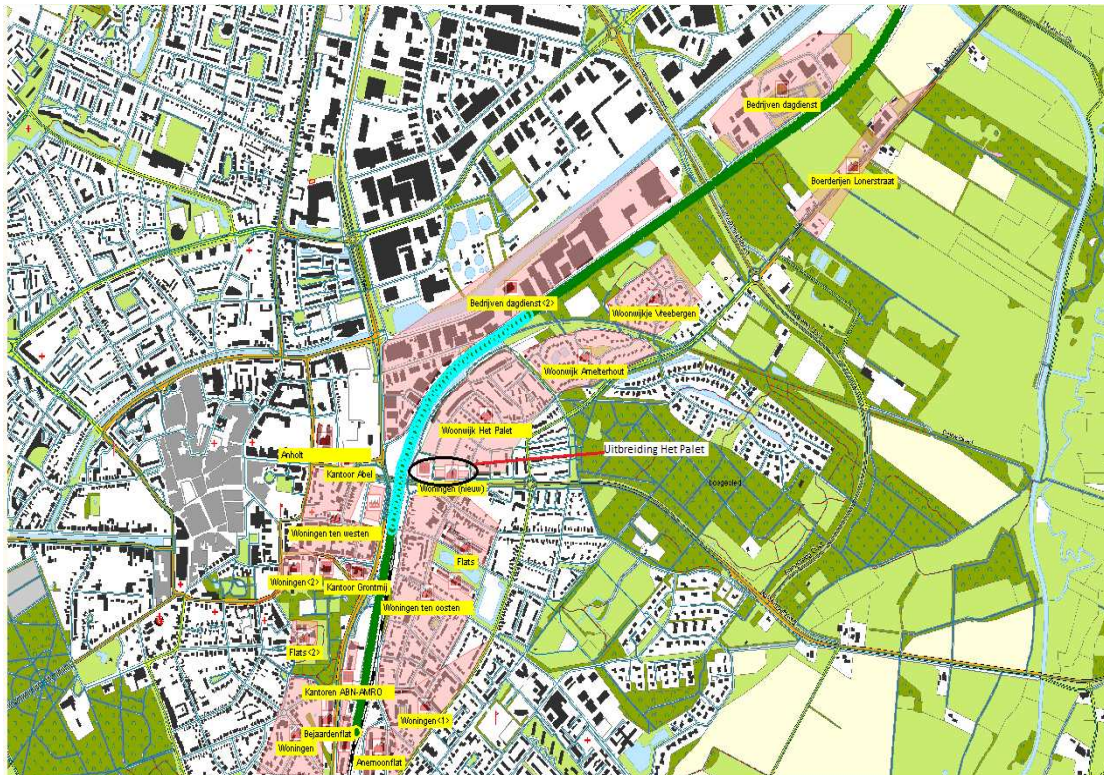 Bedrijven dagdienst
Boerderijen Lonerstraat
Bedrijven dagdienst<2>
Woonwijkje Vreebergen
Woonwijk Amelterhout
Woonwijk Het Palet
Uitbreiding Het Palet
Anholt
Kantoor Abel
Woningen (nieuw)
Woningen ten westen
Flats
Woningen<2>
Kantoor Grontmij
Woningen ten oosten
Flats<2>
Kantoren ABN-AMRO
Woningen<1>
Bejaardenflat
Woningen
Anemoonflat